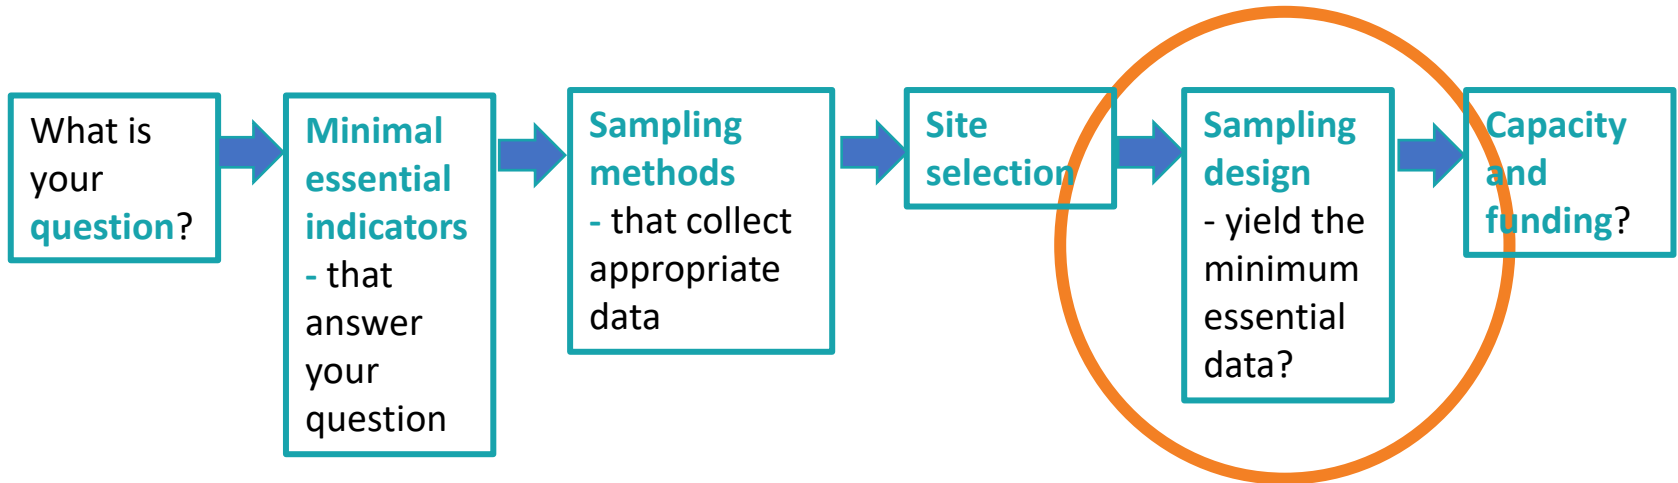 What is
your
question?
Minimal
essential
indicators
- that
answer
your
question
Sampling
methods
- that collect
appropriate
data
Site
selection
Sampling
design
- yield the
minimum
essential
data?
Capacity
and
funding?